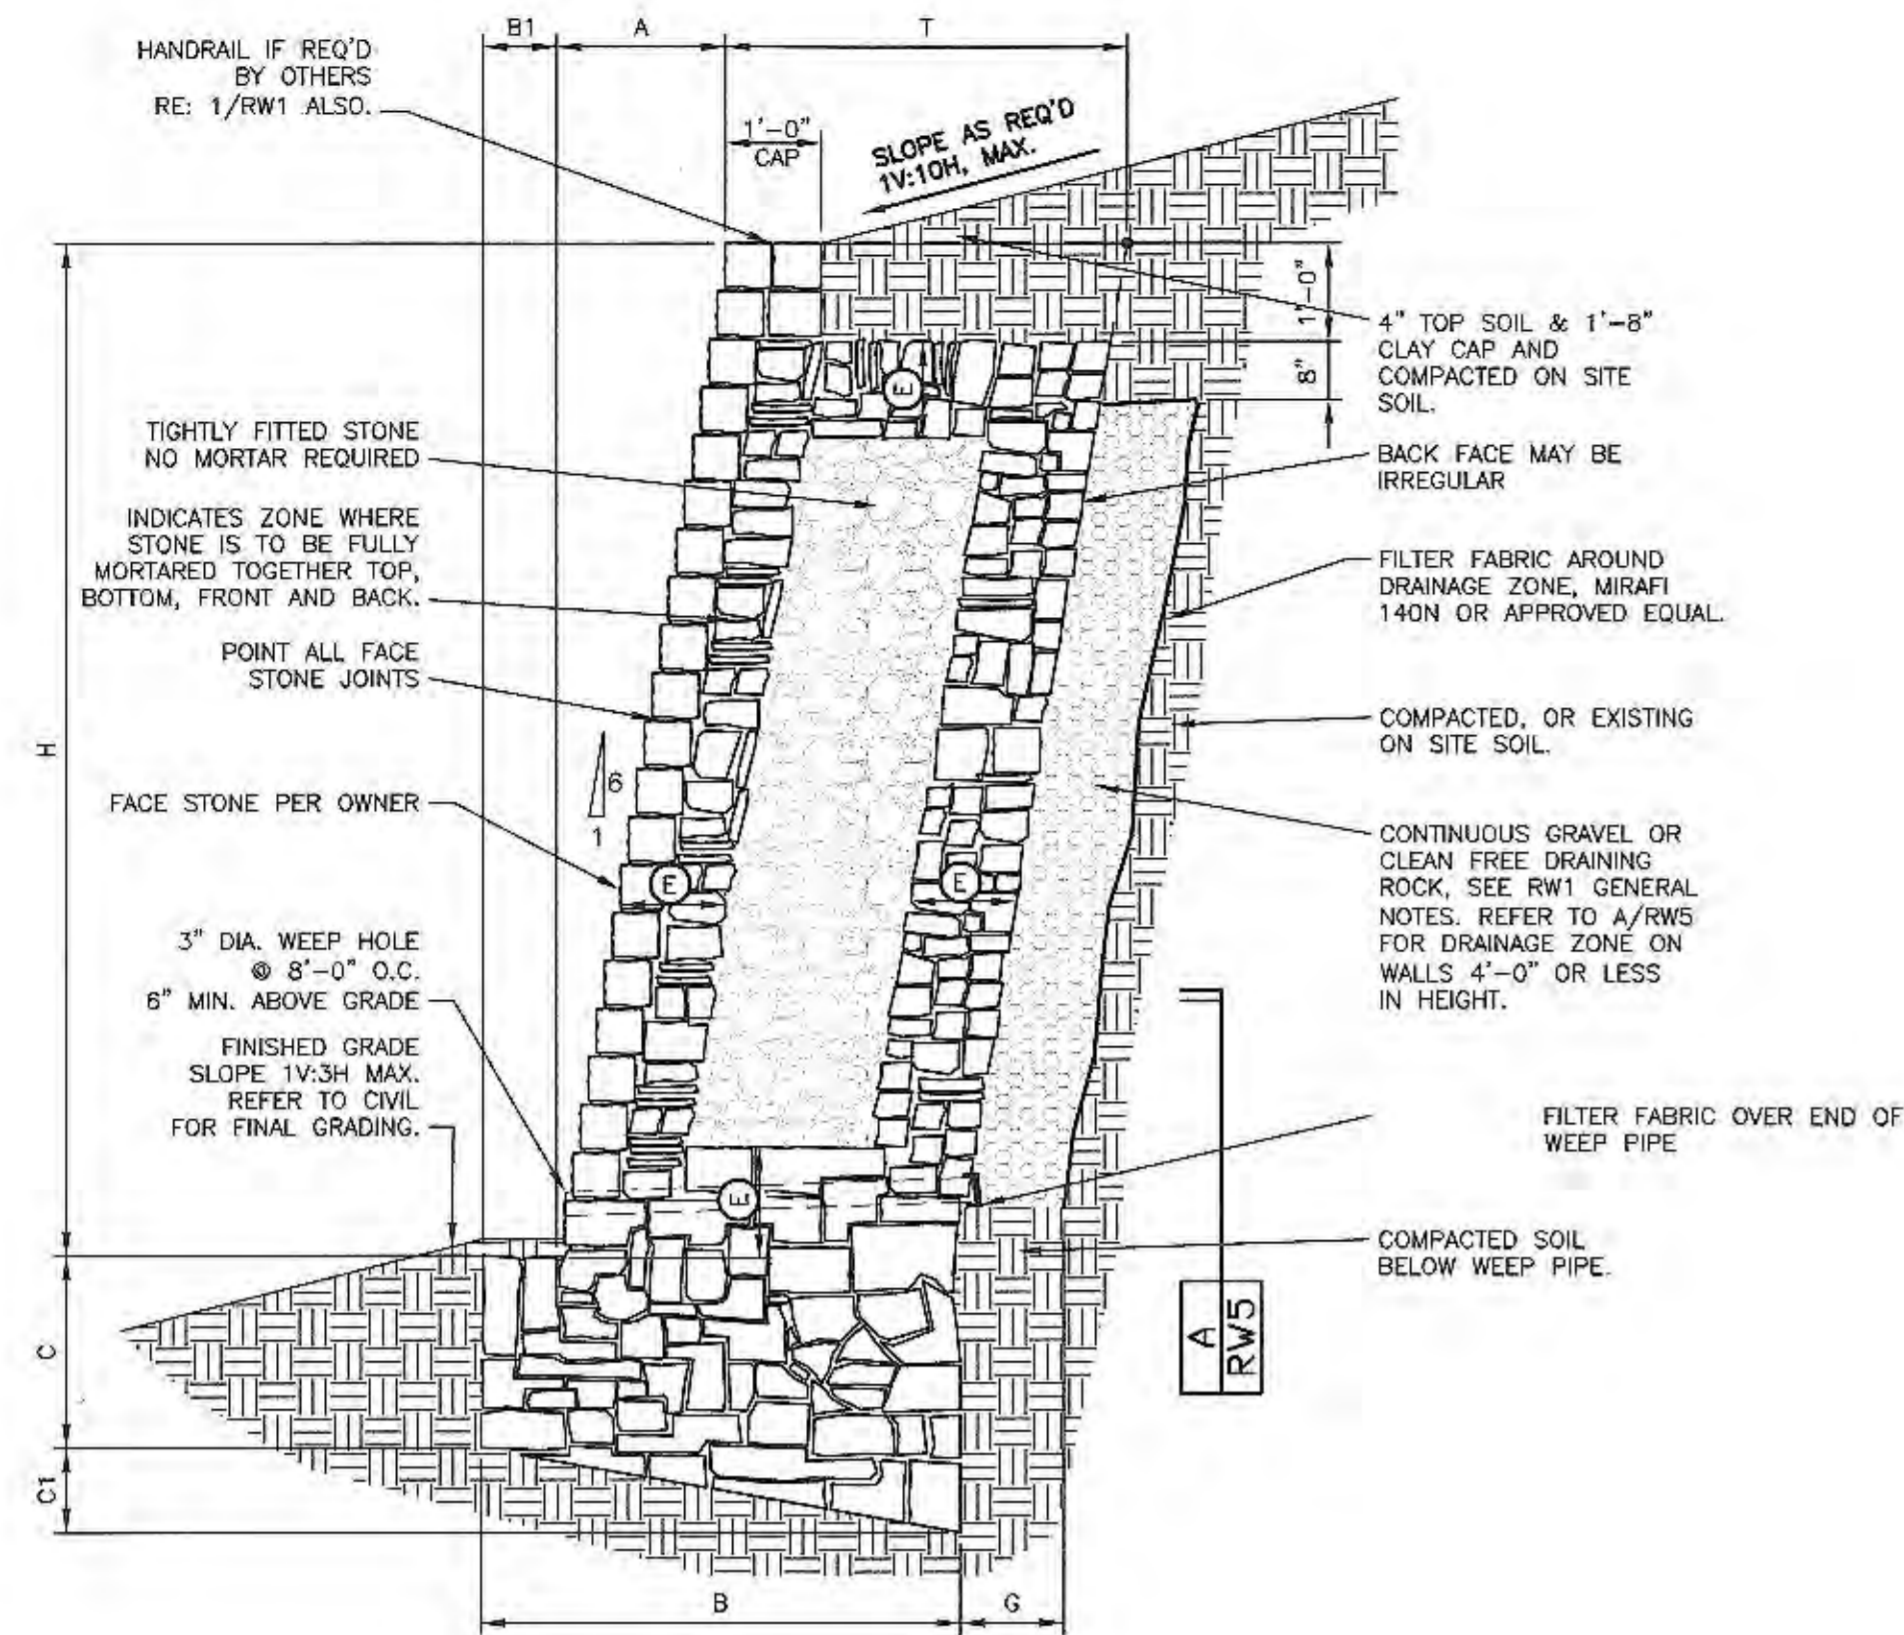 B1
A
T
HANDRAIL IF REQ'D
BY OTHERS
RE: 1/RW1 ALSO.
1'-0"
CAP
SLOPE AS REQ'D
1V:10H, MAX.
1'-0"
8"
4" TOP SOIL & 1'-8"
CLAY CAP AND
COMPACTED ON SITE
SOIL.
E
TIGHTLY FITTED STONE
NO MORTAR REQUIRED
BACK FACE MAY BE
IRREGULAR
INDICATES ZONE WHERE
STONE IS TO BE FULLY
MORTARED TOGETHER TOP,
BOTTOM, FRONT AND BACK.
FILTER FABRIC AROUND
DRAINAGE ZONE, MIRAFI
140N OR APPROVED EQUAL.
POINT ALL FACE
STONE JOINTS
COMPACTED, OR EXISTING
ON SITE SOIL.
H
6
1
FACE STONE PER OWNER
CONTINUOUS GRAVEL OR
CLEAN FREE DRAINING
ROCK, SEE RW1 GENERAL
NOTES. REFER TO A/RW5
FOR DRAINAGE ZONE ON
WALLS 4'-0" OR LESS
IN HEIGHT.
E
E
3" DIA. WEEP HOLE
@ 8'-0" O.C.
6" MIN. ABOVE GRADE
FINISHED GRADE
SLOPE 1V:3H MAX.
REFER TO CIVIL
FOR FINAL GRADING.
FILTER FABRIC OVER END OF
WEEP PIPE
E
COMPACTED SOIL
BELOW WEEP PIPE.
A
RW5
C
C1
B
G